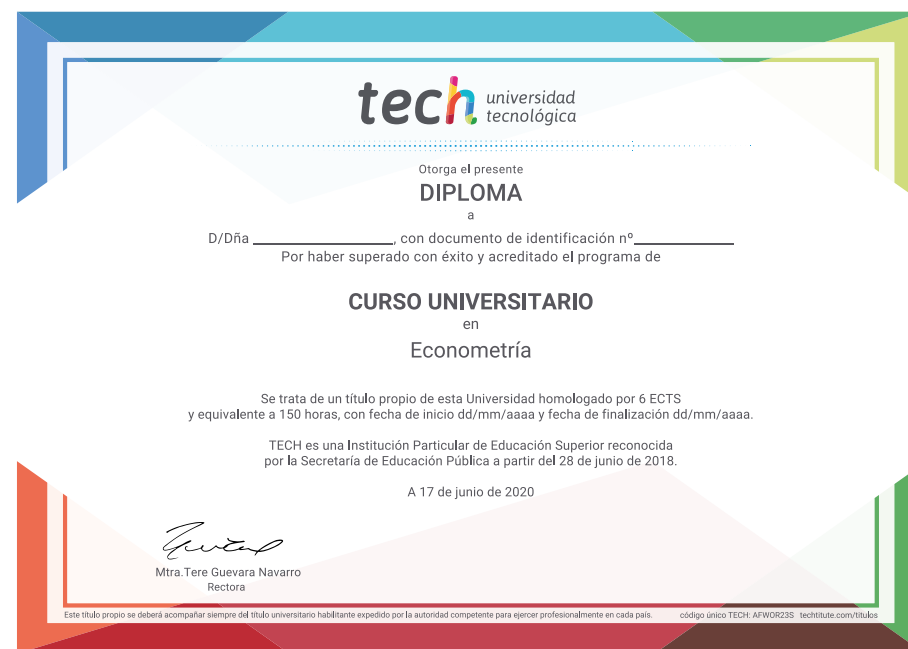 tech universidad
tecnológica
Otorga el presente
DIPLOMA
a
D/Dña ____________________, con documento de identificación nº______________
Por haber superado con éxito y acreditado el programa de
CURSO UNIVERSITARIO
en
Econometría
Se trata de un título propio de esta Universidad homologado por 6 ECTS
y equivalente a 150 horas, con fecha de inicio dd/mm/aaaa y fecha de finalización dd/mm/aaaa.
TECH es una Institución Particular de Educación Superior reconocida
por la Secretaría de Educación Pública a partir del 28 de junio de 2018.
A 17 de junio de 2020
Mtra.Tere Guevara Navarro
Rectora
Este título propio se deberá acompañar siempre del título universitario habilitante expedido por la autoridad competente para ejercer profesionalmente en cada país. código único TECH: AFWOR23S techtitute.com/titulos